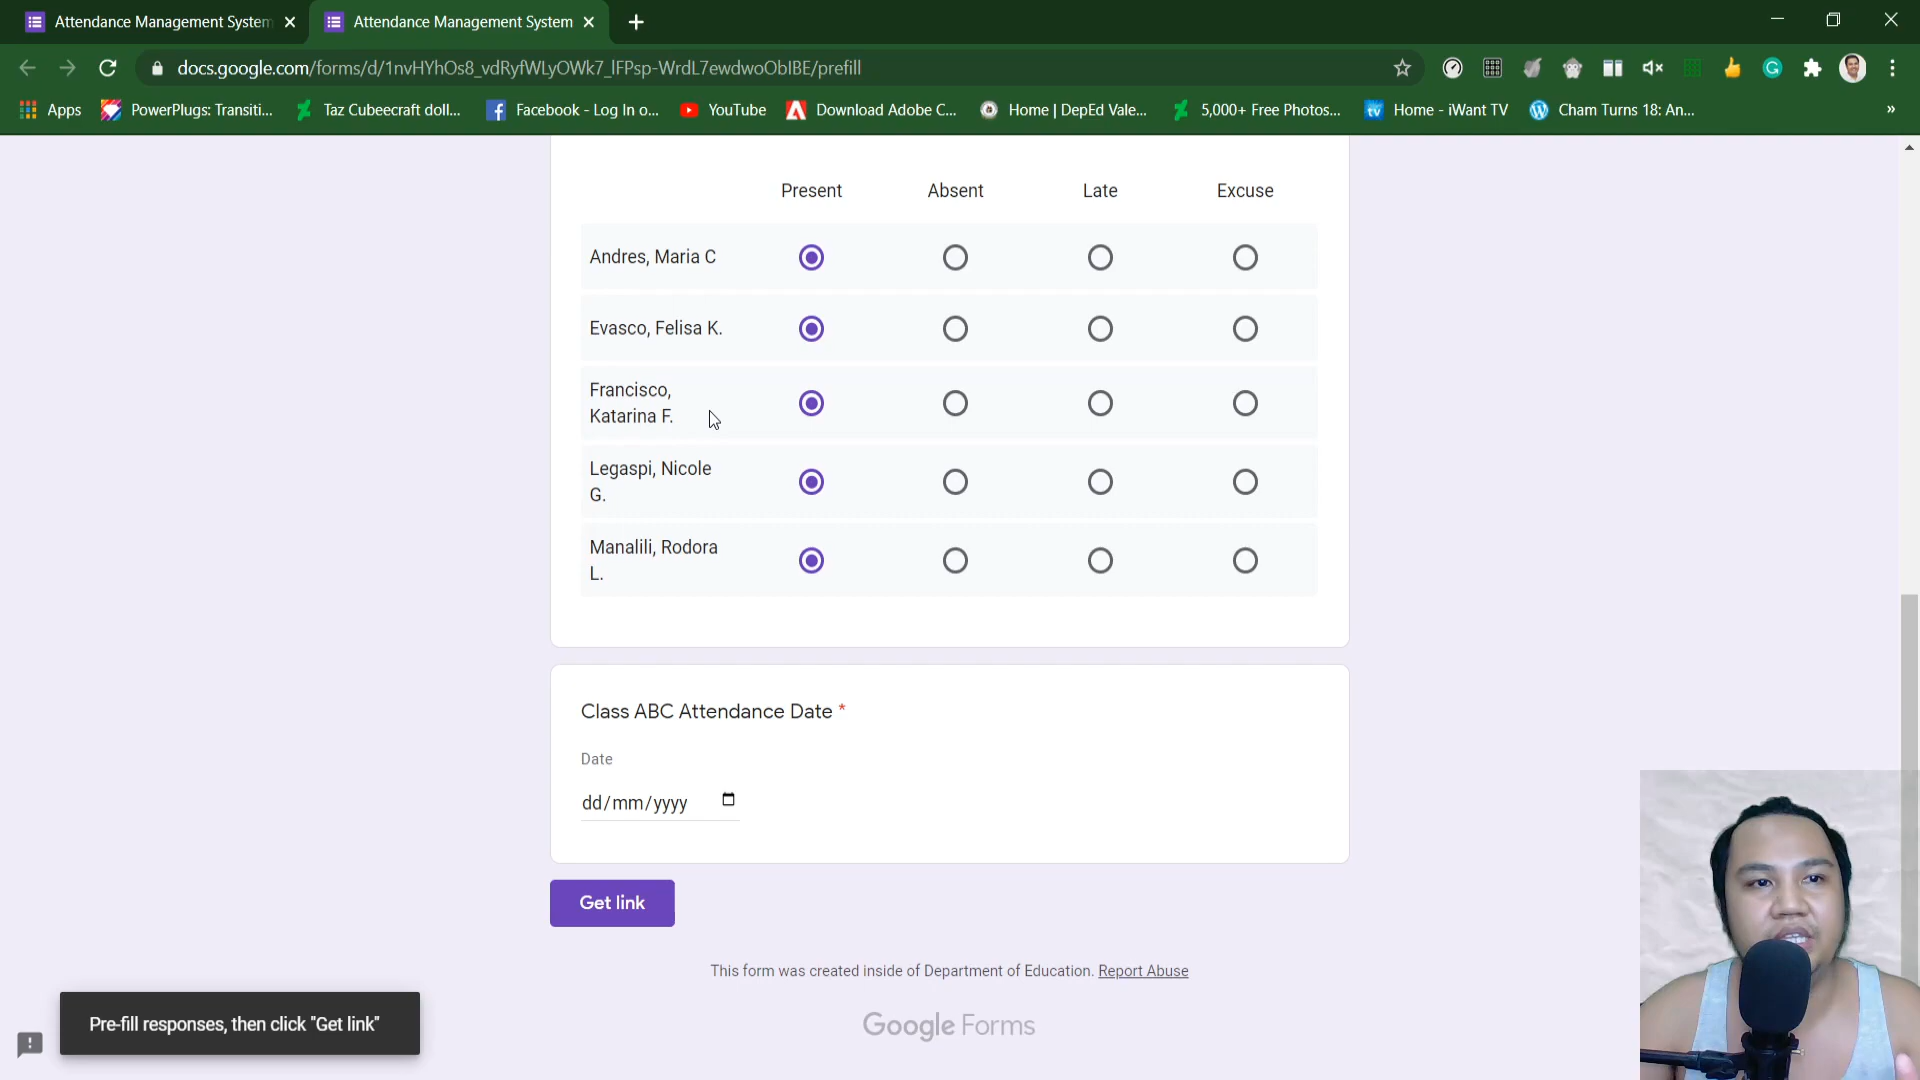 Attendance Management System
Attendance Management System
docs.google.com/forms/d/1nvHYhOs8_vdRyfWLyOWk7_lFPsp-WrdL7ewdwoObIBE/prefill
Apps PowerPlugs: Transiti... Taz Cubeecraft doll... Facebook - Log In o... YouTube Download Adobe C... Home | DepEd Vale... 5,000+ Free Photos... Home - iWant TV Cham Turns 18: An... »
Present Absent Late Excuse
Andres, Maria C
Evasco, Felisa K.
Francisco,
Katarina F.
Legaspi, Nicole
G.
Manalili, Rodora
L.
Class ABC Attendance Date *
Date
dd/mm/yyyy
Get link
This form was created inside of Department of Education. Report Abuse
Google Forms
Pre-fill responses, then click "Get link"